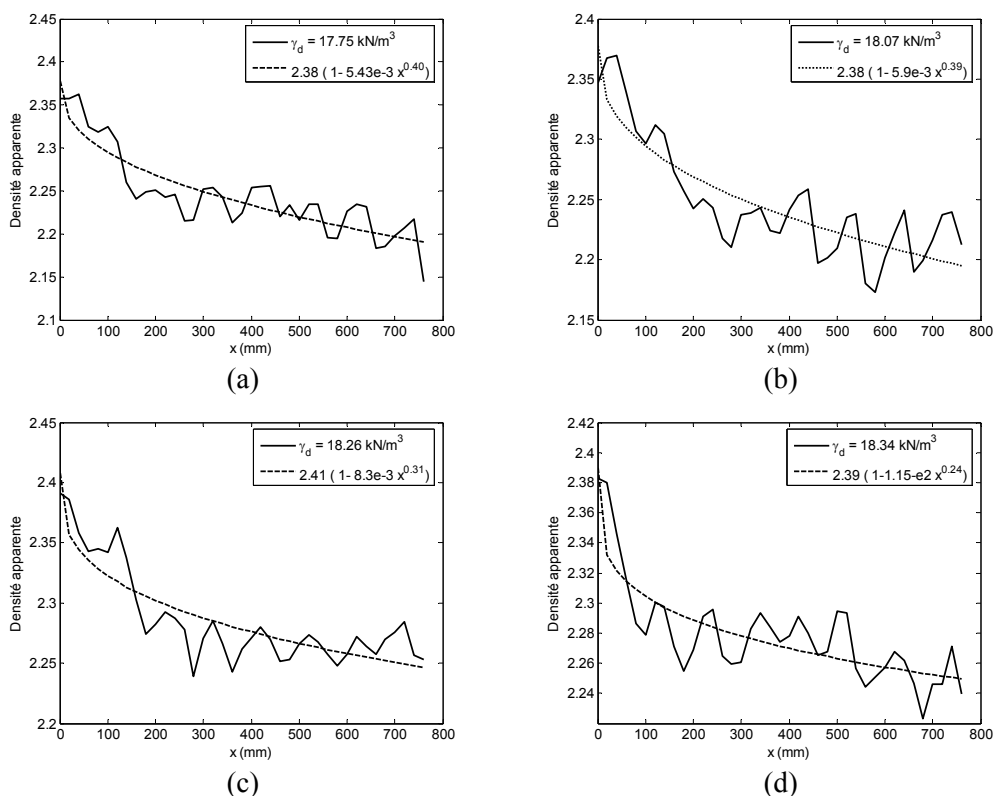 2.45
2.4
2.35
2.3
2.25
2.2
2.15
2.1
Densité apparente
γd = 17.75 kN/m³
2.38 ( 1- 5.43e-3 x^0.40)
0 100 200 300 400 500 600 700 800
x (mm)
(a)
2.4
2.35
2.3
2.25
2.2
2.15
Densité apparente
γd = 18.07 kN/m³
2.38 ( 1- 5.9e-3 x^0.39)
0 100 200 300 400 500 600 700 800
x (mm)
(b)
2.45
2.4
2.35
2.3
2.25
2.2
Densité apparente
γd = 18.26 kN/m³
2.41 ( 1- 8.3e-3 x^0.31)
0 100 200 300 400 500 600 700 800
x (mm)
(c)
2.42
2.4
2.38
2.36
2.34
2.32
2.3
2.28
2.26
2.24
2.22
Densité apparente
γd = 18.34 kN/m³
2.39 ( 1-1.15-e2 x^0.24)
0 100 200 300 400 500 600 700 800
x (mm)
(d)